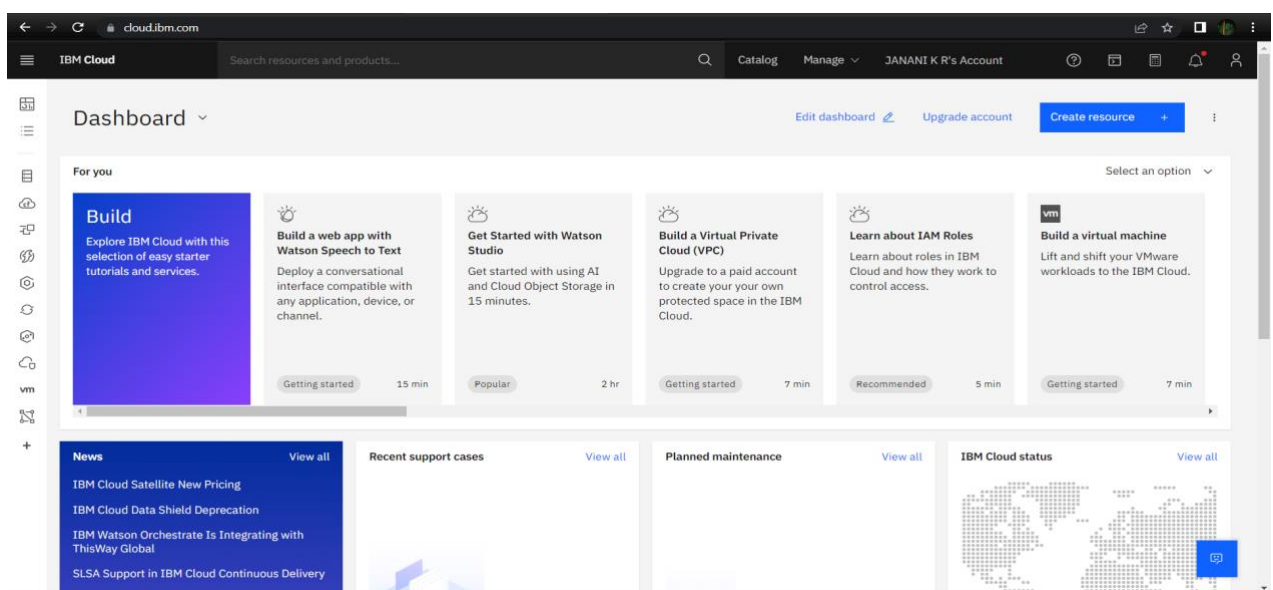 cloud.ibm.com
IBM Cloud
Search resources and products...
Catalog
Manage
JANANI K R's Account
Dashboard
Edit dashboard
Upgrade account
Create resource +
For you
Select an option
Build
Explore IBM Cloud with this
selection of easy starter
tutorials and services.
Build a web app with
Watson Speech to Text
Deploy a conversational
interface compatible with
any application, device, or
channel.
Getting started
15 min
Get Started with Watson
Studio
Get started with using AI
and Cloud Object Storage in
15 minutes.
Popular
2 hr
Build a Virtual Private
Cloud (VPC)
Upgrade to a paid account
to create your your own
protected space in the IBM
Cloud.
Getting started
7 min
Learn about IAM Roles
Learn about roles in IBM
Cloud and how they work to
control access.
Recommended
5 min
vm
Build a virtual machine
Lift and shift your VMware
workloads to the IBM Cloud.
Getting started
7 min
vm
News
View all
IBM Cloud Satellite New Pricing
IBM Cloud Data Shield Deprecation
IBM Watson Orchestrate Is Integrating with
ThisWay Global
SLSA Support in IBM Cloud Continuous Delivery
Recent support cases
View all
Planned maintenance
View all
IBM Cloud status
View all